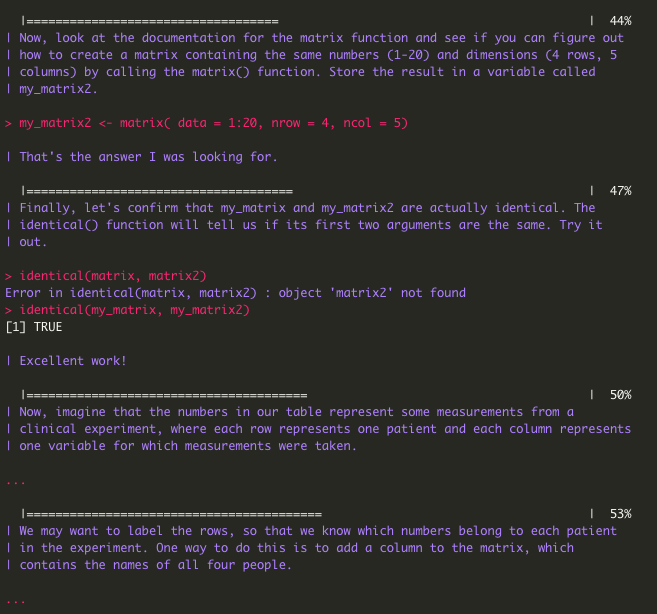 |===================================                                           |  44%
| Now, look at the documentation for the matrix function and see if you can figure out
| how to create a matrix containing the same numbers (1-20) and dimensions (4 rows, 5
| columns) by calling the matrix() function. Store the result in a variable called
| my_matrix2.
> my_matrix2 <- matrix( data = 1:20, nrow = 4, ncol = 5)
| That's the answer I was looking for.
|=====================================                                         |  47%
| Finally, let's confirm that my_matrix and my_matrix2 are actually identical. The
| identical() function will tell us if its first two arguments are the same. Try it
| out.
> identical(matrix, matrix2)
Error in identical(matrix, matrix2) : object 'matrix2' not found
> identical(my_matrix, my_matrix2)
[1] TRUE
| Excellent work!
|=======================================                                       |  50%
| Now, imagine that the numbers in our table represent some measurements from a
| clinical experiment, where each row represents one patient and each column represents
| one variable for which measurements were taken.
...
|=========================================                                     |  53%
| We may want to label the rows, so that we know which numbers belong to each patient
| in the experiment. One way to do this is to add a column to the matrix, which
| contains the names of all four people.
...